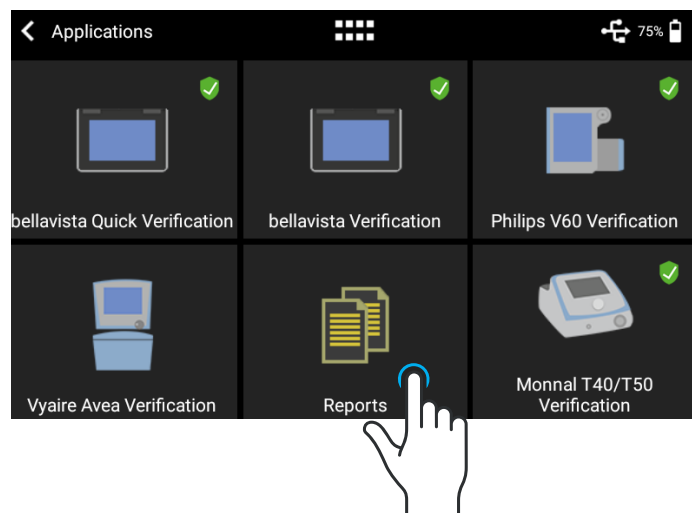 Applications
75%
bellavista Quick Verification
bellavista Verification
Philips V60 Verification
Vyaire Avea Verification
Reports
Monnal T40/T50
Verification